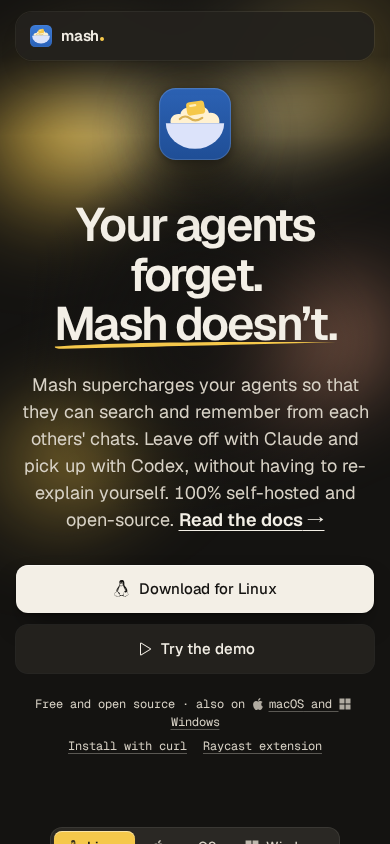 mash.
Your agents
forget.
Mash doesn't.
Mash supercharges your agents so that
they can search and remember from each
others' chats. Leave off with Claude and
pick up with Codex, without having to re-
explain yourself. 100% self-hosted and
open-source. Read the docs →
Download for Linux
Try the demo
Free and open source · also on macOS and
Windows
Install with curl Raycast extension